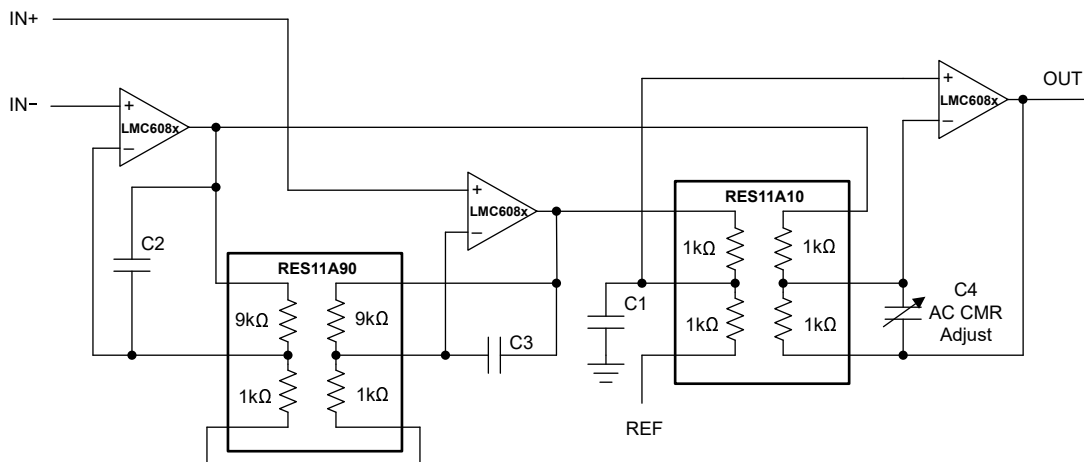 IN+
IN−
+
LMC608x
−
C2
RES11A90
9kΩ
9kΩ
1kΩ
1kΩ
+
LMC608x
−
C3
RES11A10
1kΩ
1kΩ
1kΩ
1kΩ
C1
REF
+
LMC608x
−
OUT
C4
AC CMR
Adjust